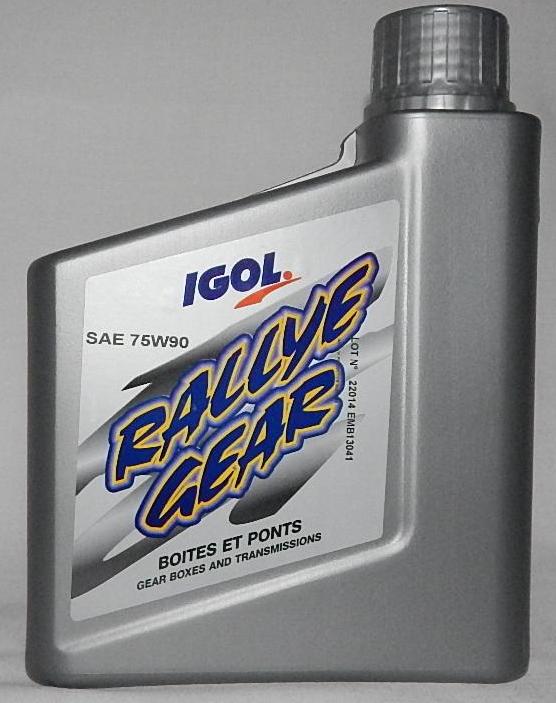 IGOL.
SAE 75W90
RALLYE
GEAR
LOT N° 22014 EMB13041
BOITES ET PONTS
GEAR BOXES AND TRANSMISSIONS